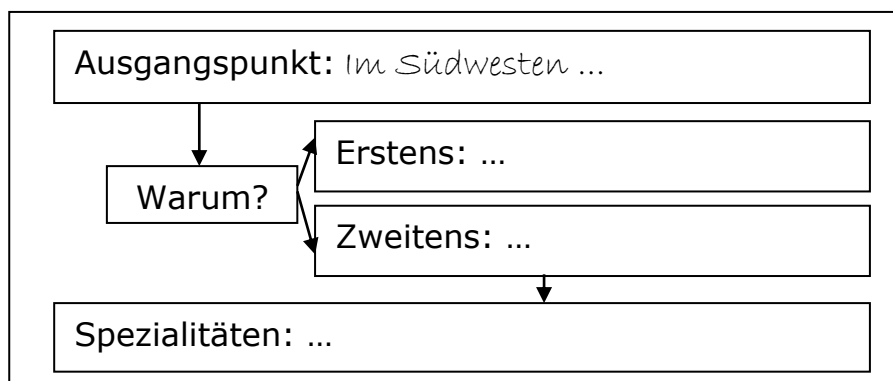 Ausgangspunkt: Im Südwesten ...
Erstens: ...
Warum?
Zweitens: ...
Spezialitäten: ...